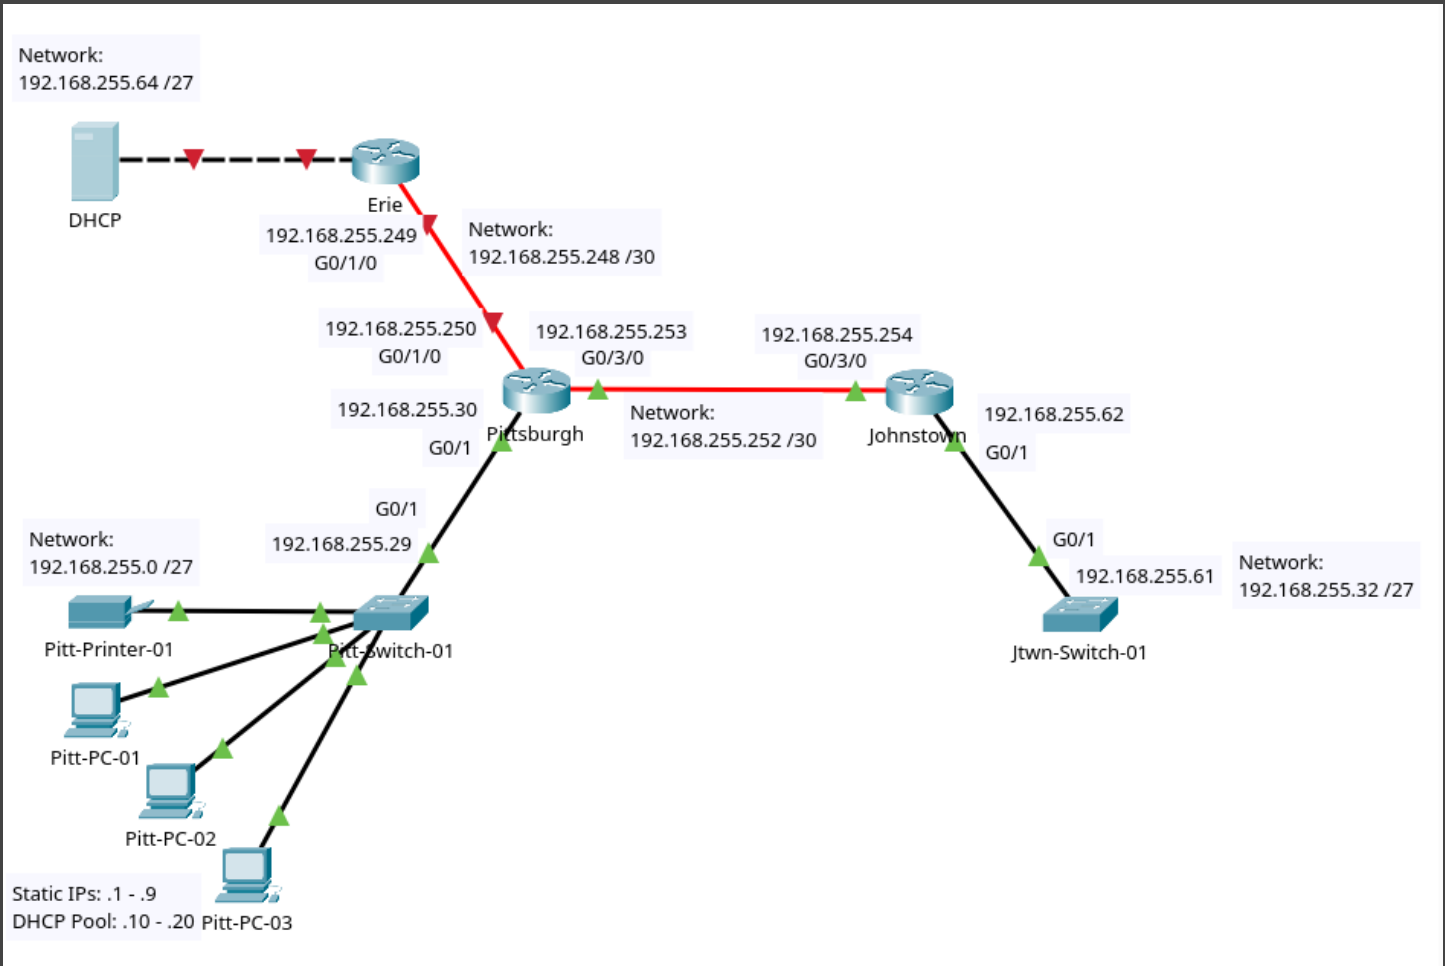 Network:
192.168.255.64 /27
DHCP
Erie
192.168.255.249
G0/1/0
Network:
192.168.255.248 /30
192.168.255.250
G0/1/0
192.168.255.253
G0/3/0
192.168.255.254
G0/3/0
192.168.255.30
G0/1
Pittsburgh
Network:
192.168.255.252 /30
Johnstown
192.168.255.62
G0/1
G0/1
192.168.255.29
Network:
192.168.255.0 /27
G0/1
192.168.255.61
Network:
192.168.255.32 /27
Pitt-Printer-01
Pitt-Switch-01
Jtwn-Switch-01
Pitt-PC-01
Pitt-PC-02
Static IPs: .1 - .9
DHCP Pool: .10 - .20
Pitt-PC-03